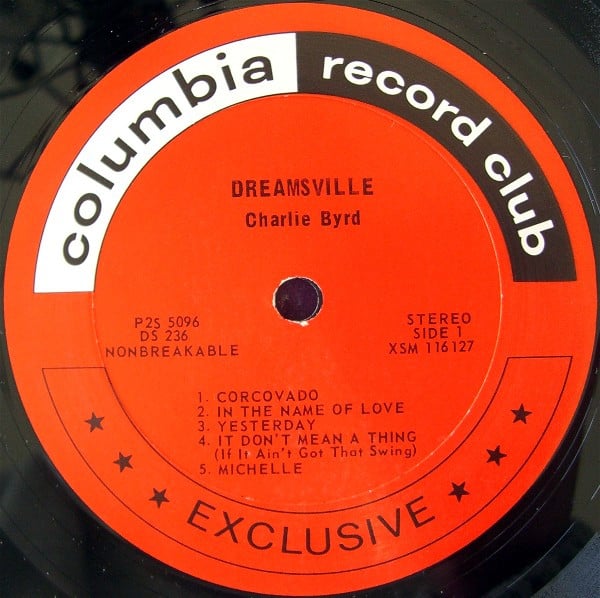 columbia record club
DREAMSVILLE
Charlie Byrd
P2S 5096
DS 236
NONBREAKABLE
STEREO
SIDE 1
XSM 116127
1. CORCOVADO
2. IN THE NAME OF LOVE
3. YESTERDAY
4. IT DON'T MEAN A THING
(If It Ain't Got That Swing)
5. MICHELLE
EXCLUSIVE